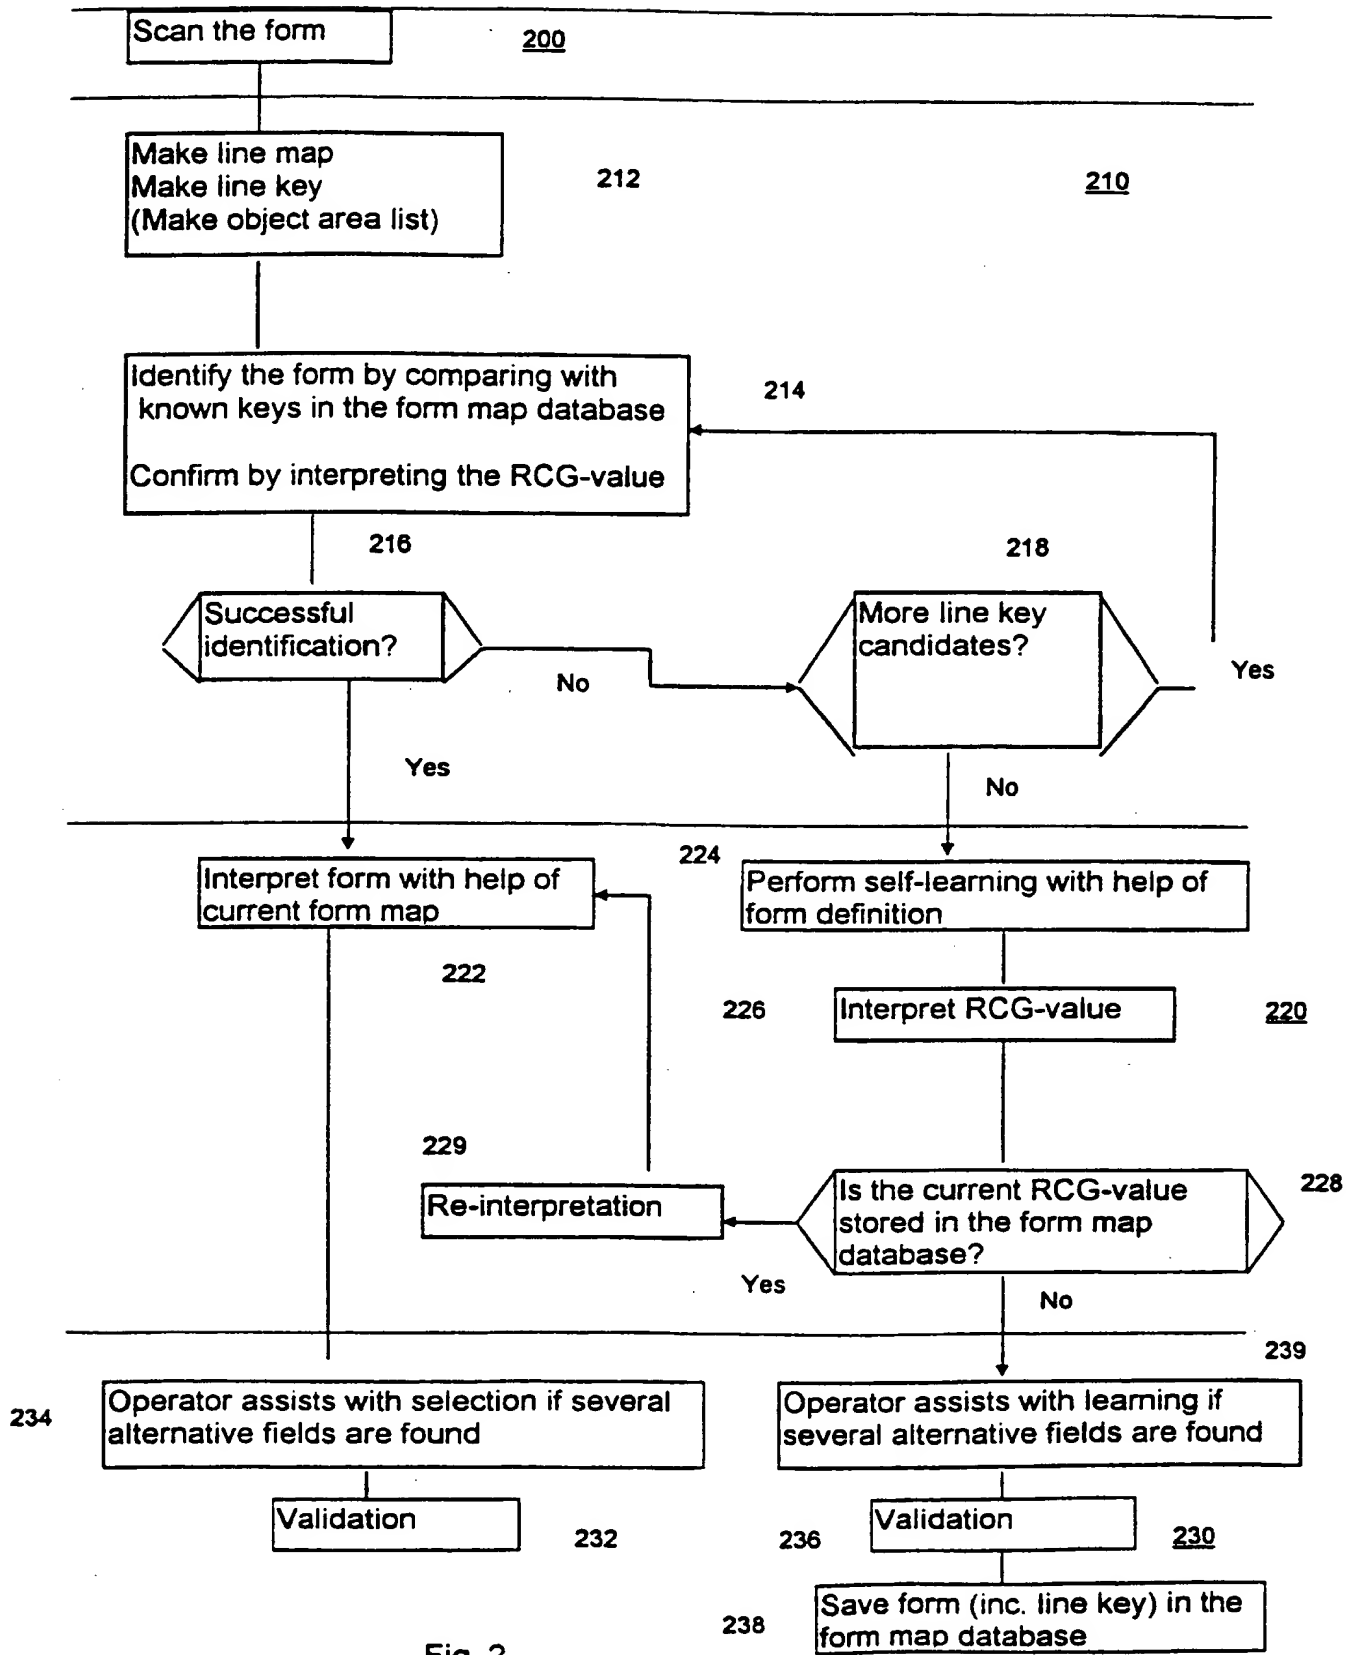 Scan the form
200
Make line map
Make line key
(Make object area list)
212
210
Identify the form by comparing with
known keys in the form map database
Confirm by interpreting the RCG-value
214
216
218
Successful
identification?
More line key
candidates?
No
Yes
Yes
No
224
Interpret form with help of
current form map
Perform self-learning with help of
form definition
222
226
Interpret RCG-value
220
229
Re-interpretation
Is the current RCG-value
stored in the form map
database?
228
Yes
No
239
234
Operator assists with selection if several
alternative fields are found
Operator assists with learning if
several alternative fields are found
Validation
232
236
Validation
230
238
Save form (inc. line key) in the
form map database
Fig. 2